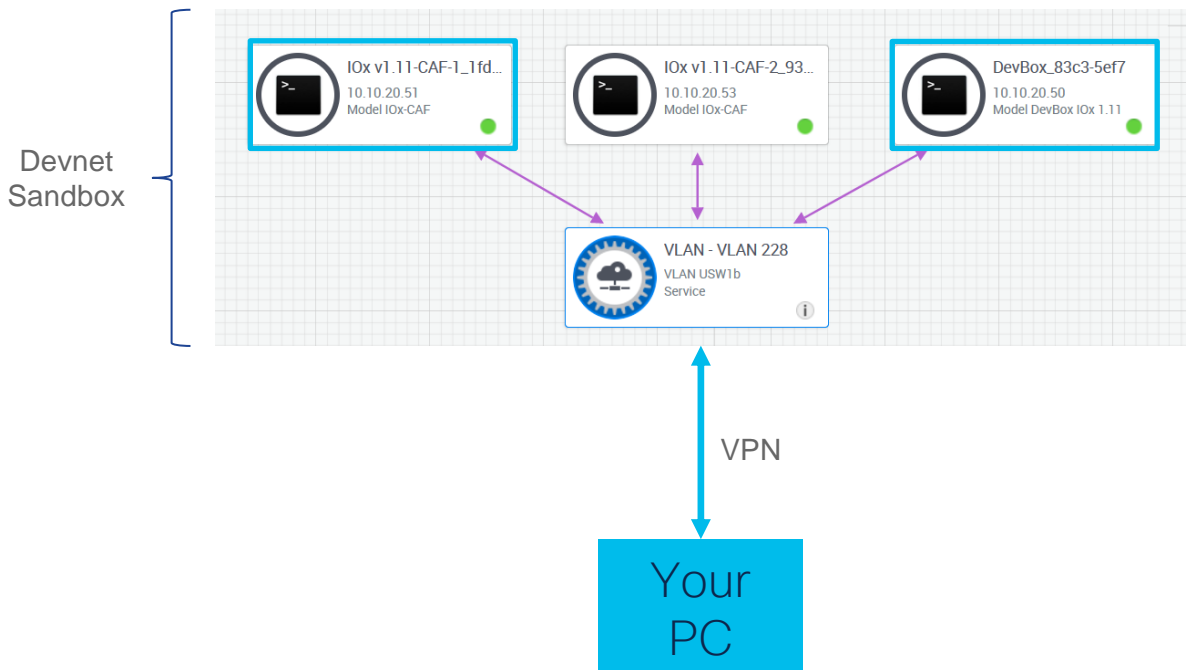 IOx v1.11-CAF-1_1fd...
10.10.20.51
Model IOx-CAF
>_
IOx v1.11-CAF-2_93...
10.10.20.53
Model IOx-CAF
>_
DevBox_83c3-5ef7
10.10.20.50
Model DevBox IOx 1.11
>_
Devnet
Sandbox
VLAN - VLAN 228
VLAN USW1b
Service
i
VPN
Your
PC